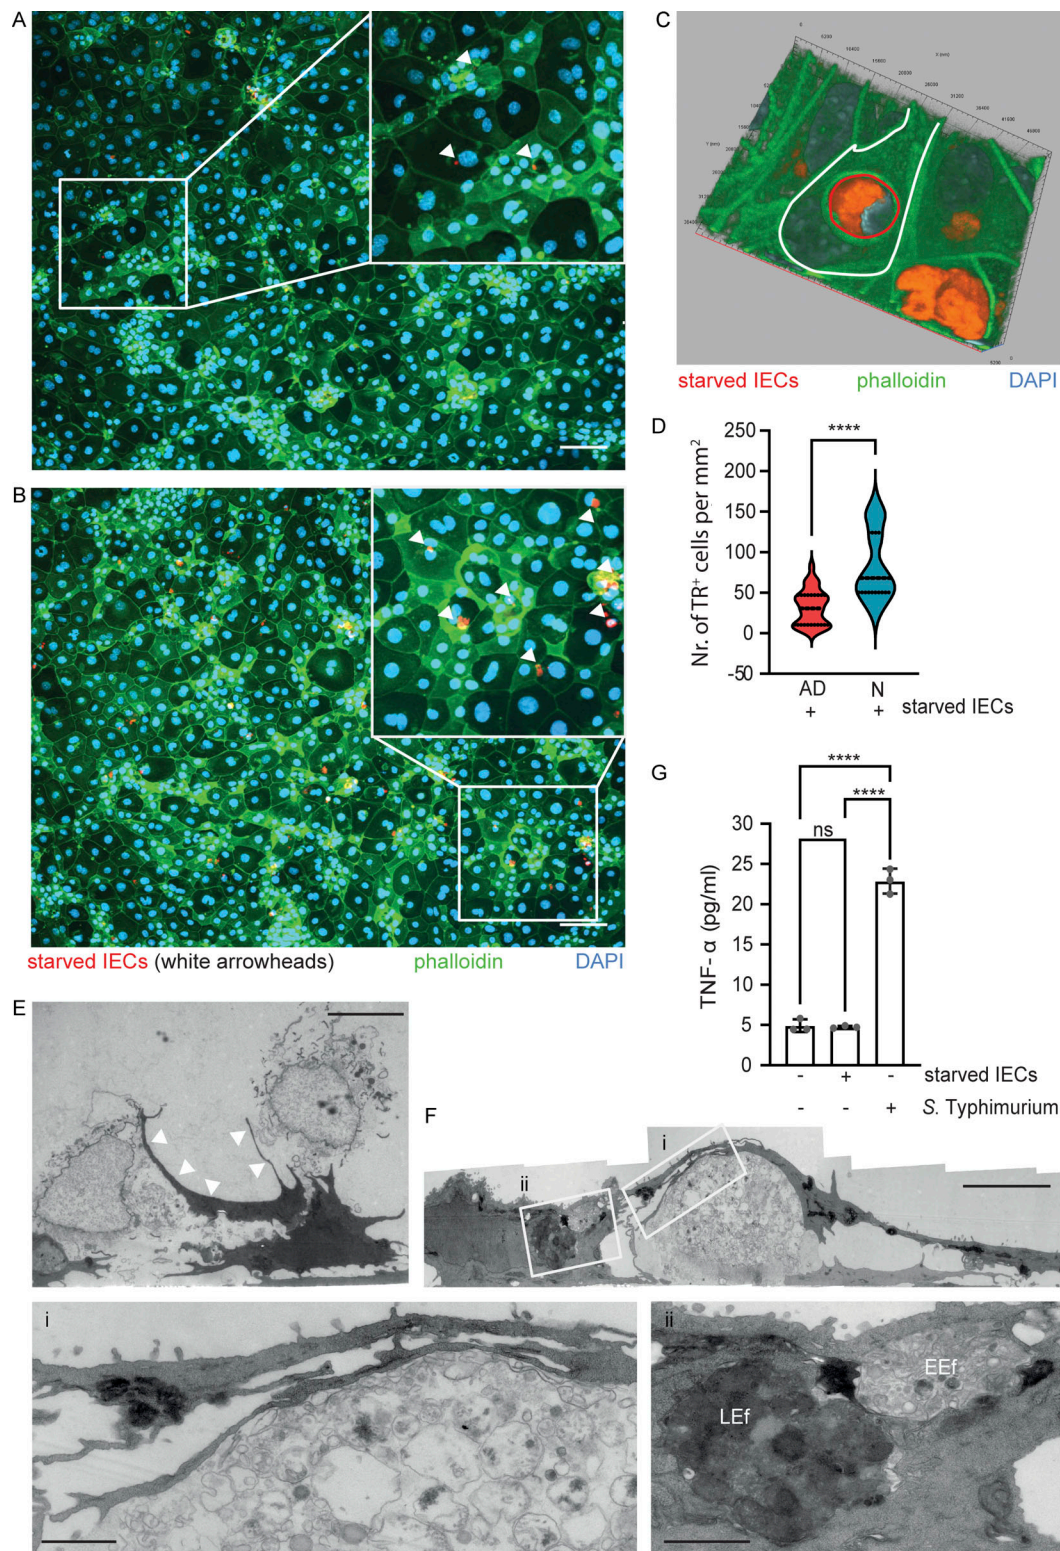 A
B
starved IECs (white arrowheads) phalloidin DAPI
C
starved IECs phalloidin DAPI
D
Nr. of TR⁺ cells per mm²
250
200
150
100
50
0
-50
****
AD N
+ + starved IECs
G
TNF- α (pg/ml)
30
25
20
15
10
5
0
****
****
ns
- + - starved IECs
- - + S. Typhimurium
E
F
i
ii
i
ii
LEf
EEf